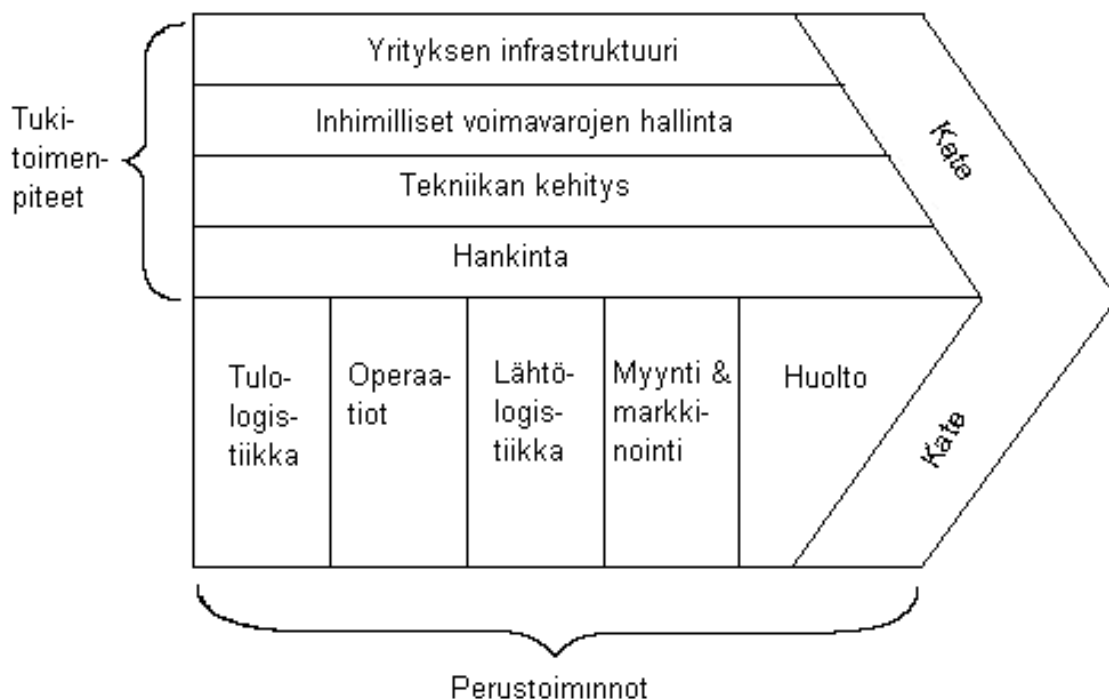 Yrityksen infrastruktuuri
Inhimilliset voimavarojen hallinta
Tekniikan kehitys
Hankinta
Tuki-
toimen-
piteet
Kate
Tulo-
logis-
tiikka
Operaa-
tiot
Lähtö-
logis-
tiikka
Myynti &
markki-
nointi
Huolto
Kate
Perustoiminnot